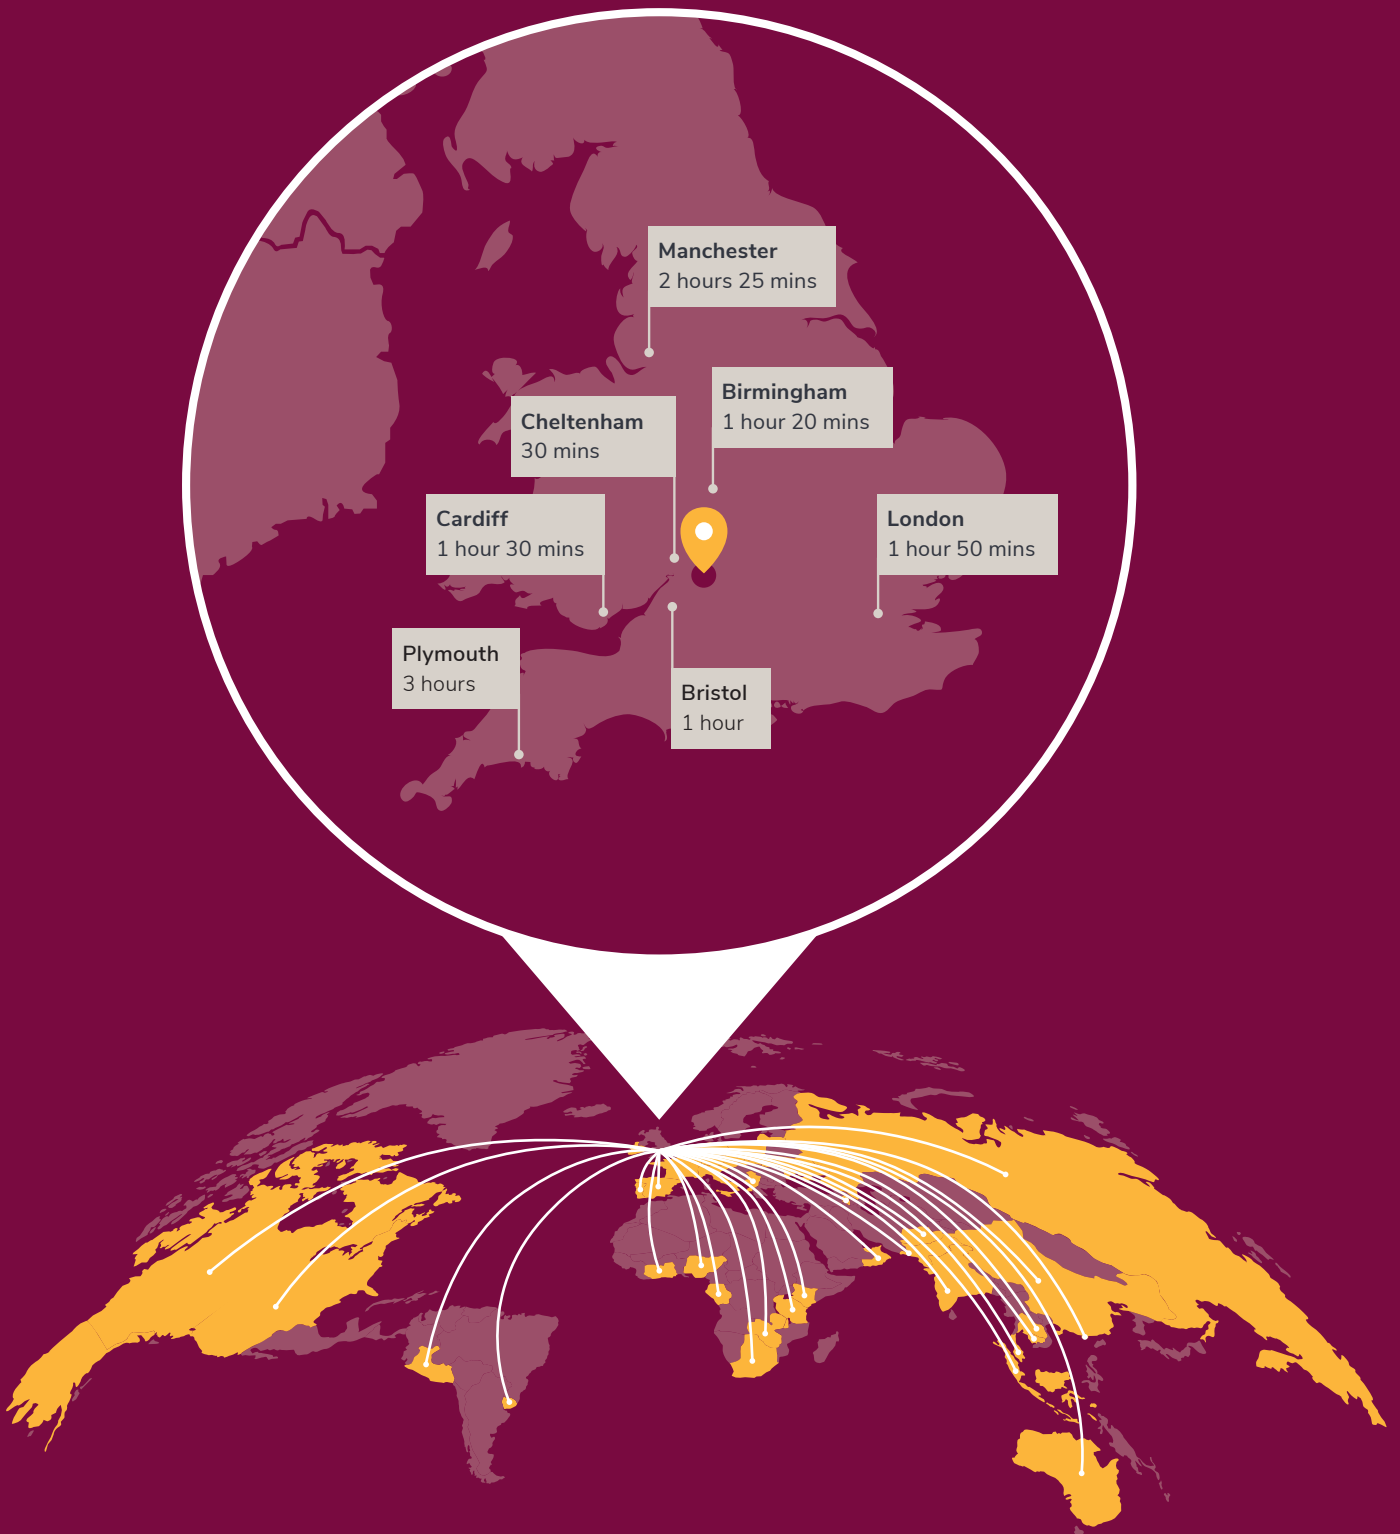 Manchester
2 hours 25 mins
Birmingham
1 hour 20 mins
Cheltenham
30 mins
Cardiff
1 hour 30 mins
London
1 hour 50 mins
Plymouth
3 hours
Bristol
1 hour